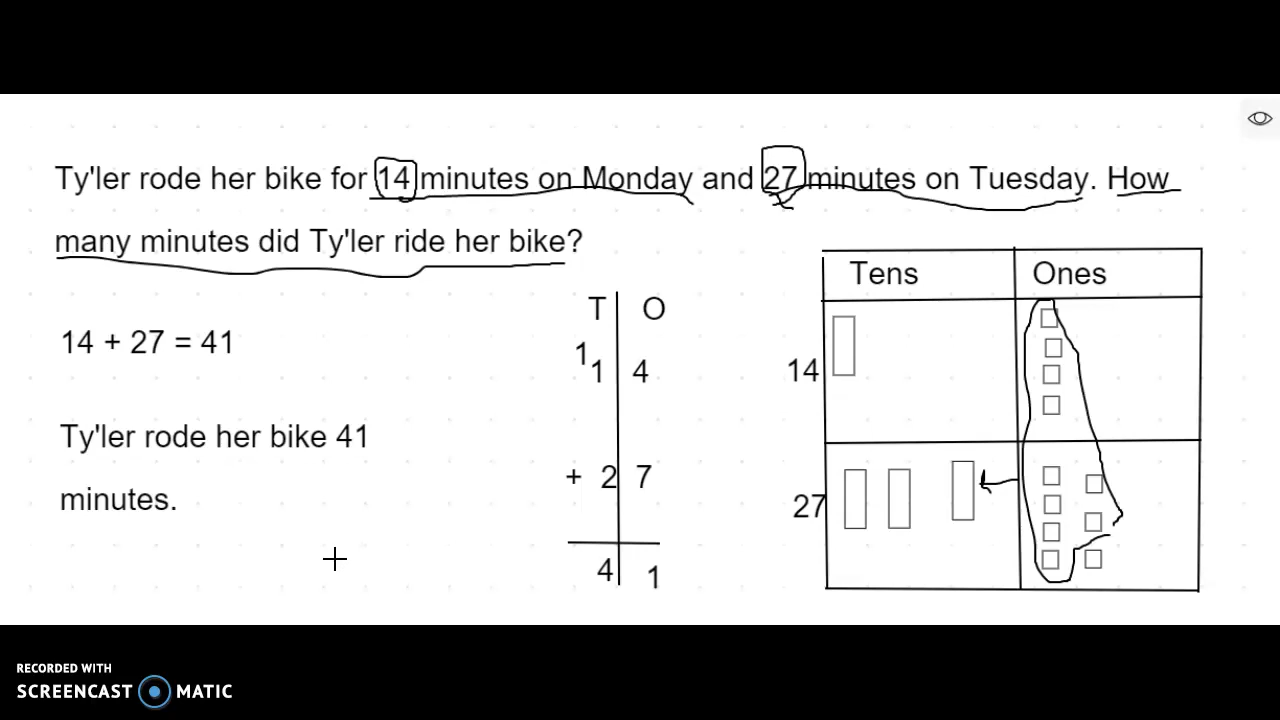 Ty'ler rode her bike for 14 minutes on Monday and 27 minutes on Tuesday. How
many minutes did Ty'ler ride her bike?
14 + 27 = 41
Ty'ler rode her bike 41
minutes.
T O
1
1 4
+ 2 7
4 1
Tens Ones
14
27
RECORDED WITH
SCREENCAST MATIC